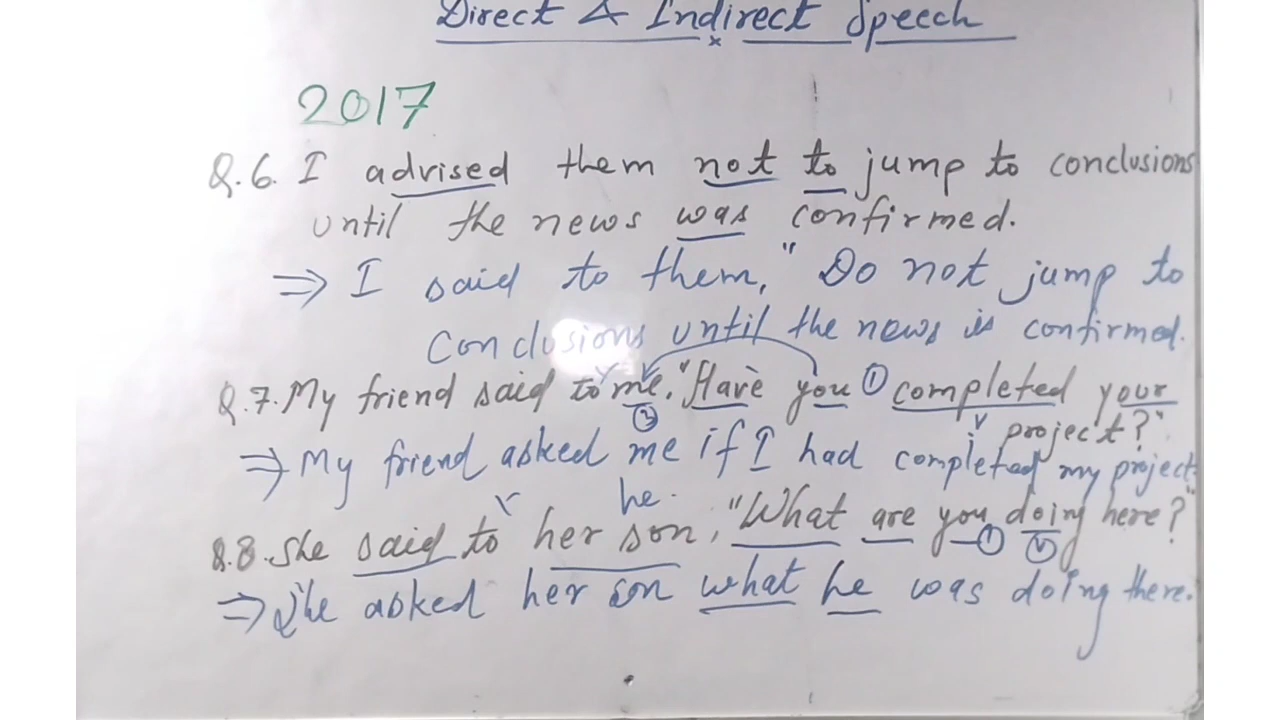 Direct & Indirect Speech
2017
Q.6. I advised them not to jump to conclusions
until the news was confirmed.
⇒ I said to them, "Do not jump to
conclusions until the news is confirmed.
Q.7. My friend said to me, "Have you ① completed your
project?"
⇒ My friend asked me if I had completed my project.
he.
Q.8. She said to her son, "What are you ① doing here?"
⇒ She asked her son what he was doing there.